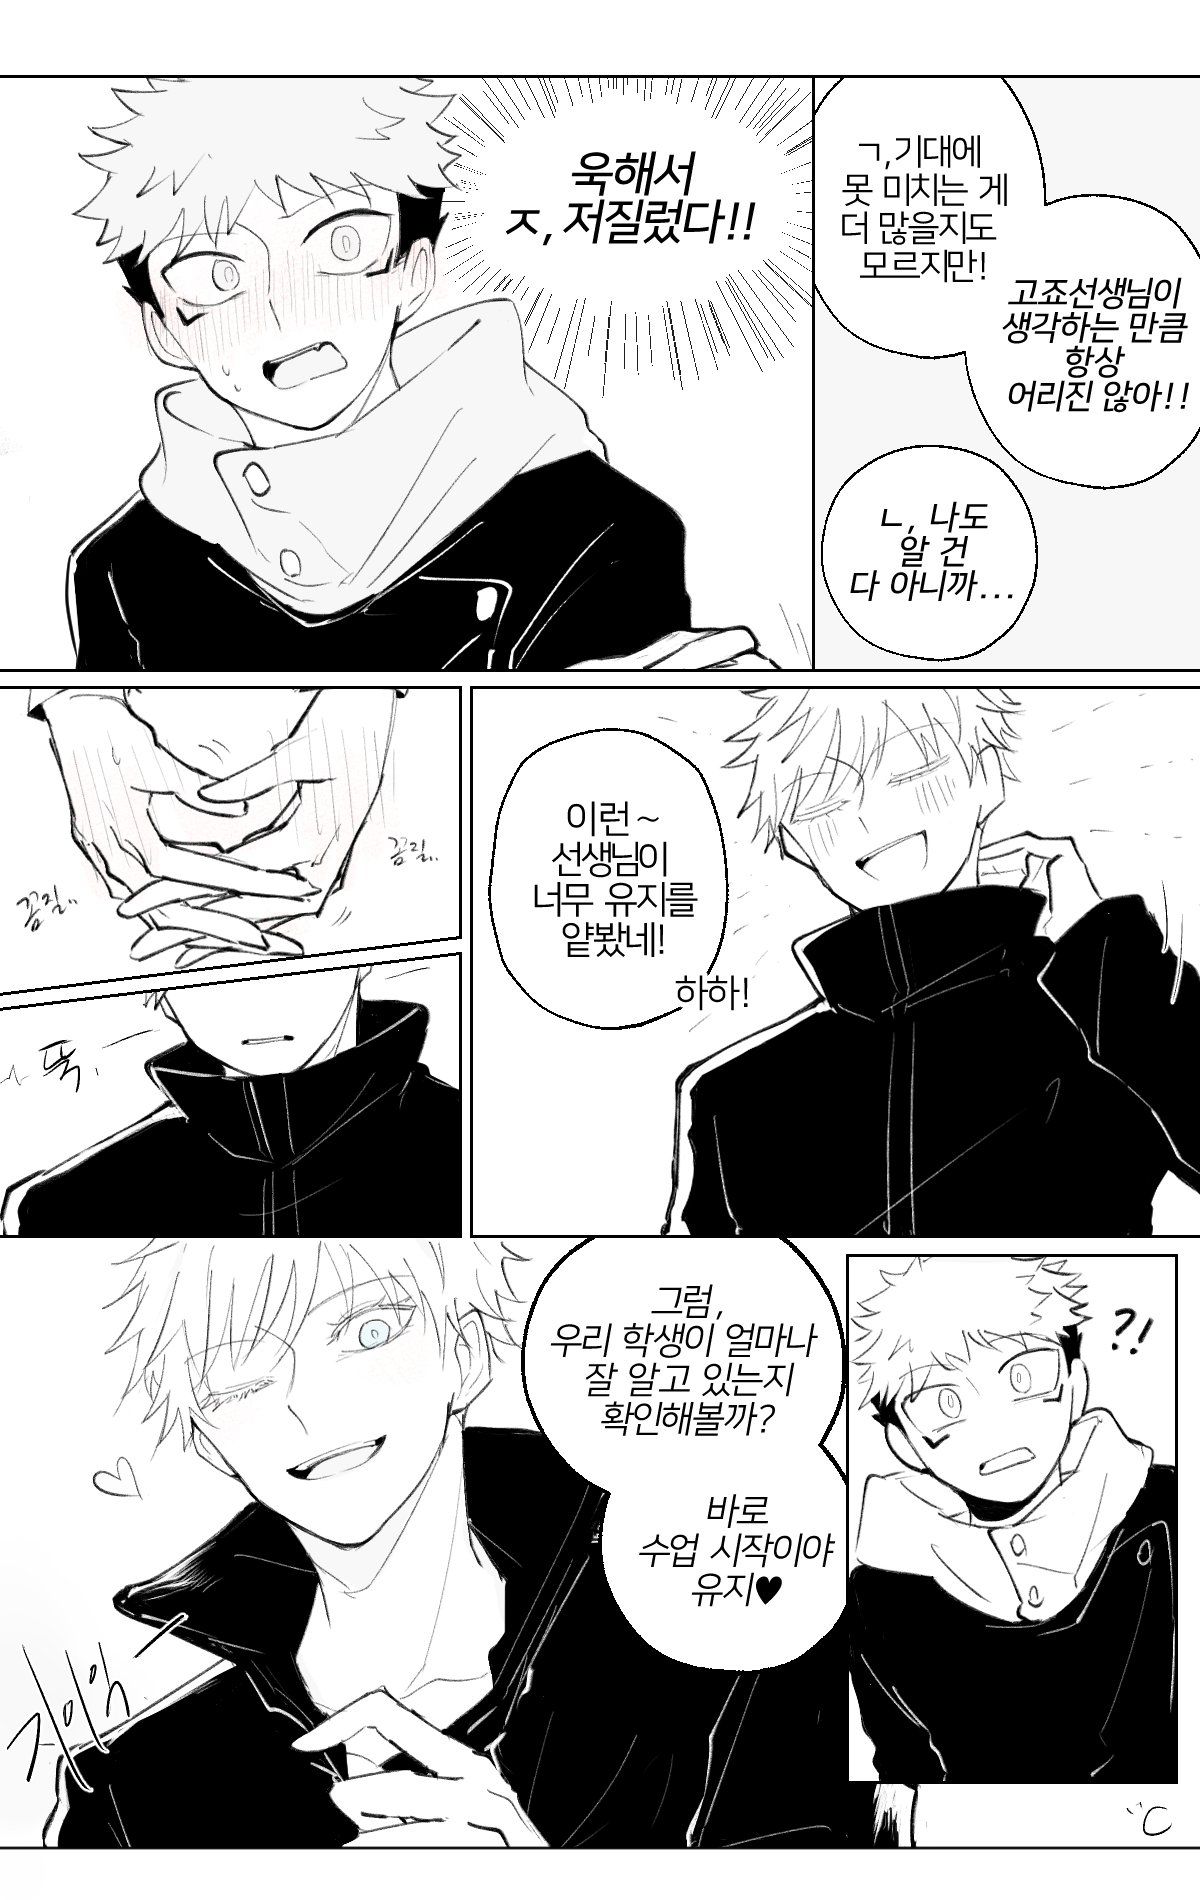 욱해서
ㅈ, 저질렀다!!
ㄱ,기대에
못 미치는 게
더 많을지도
모르지만!
고죠선생님이
생각하는 만큼
항상
어리진 않아!!
ㄴ, 나도
알 건
다 아니까...
꼼질..
꼼질..
이런~
선생님이
너무 유지를
얕봤네!
하하!
뚝.
그럼,
우리 학생이 얼마나
잘 알고 있는지
확인해볼까?
바로
수업 시작이야
유지♥
?!
지이익